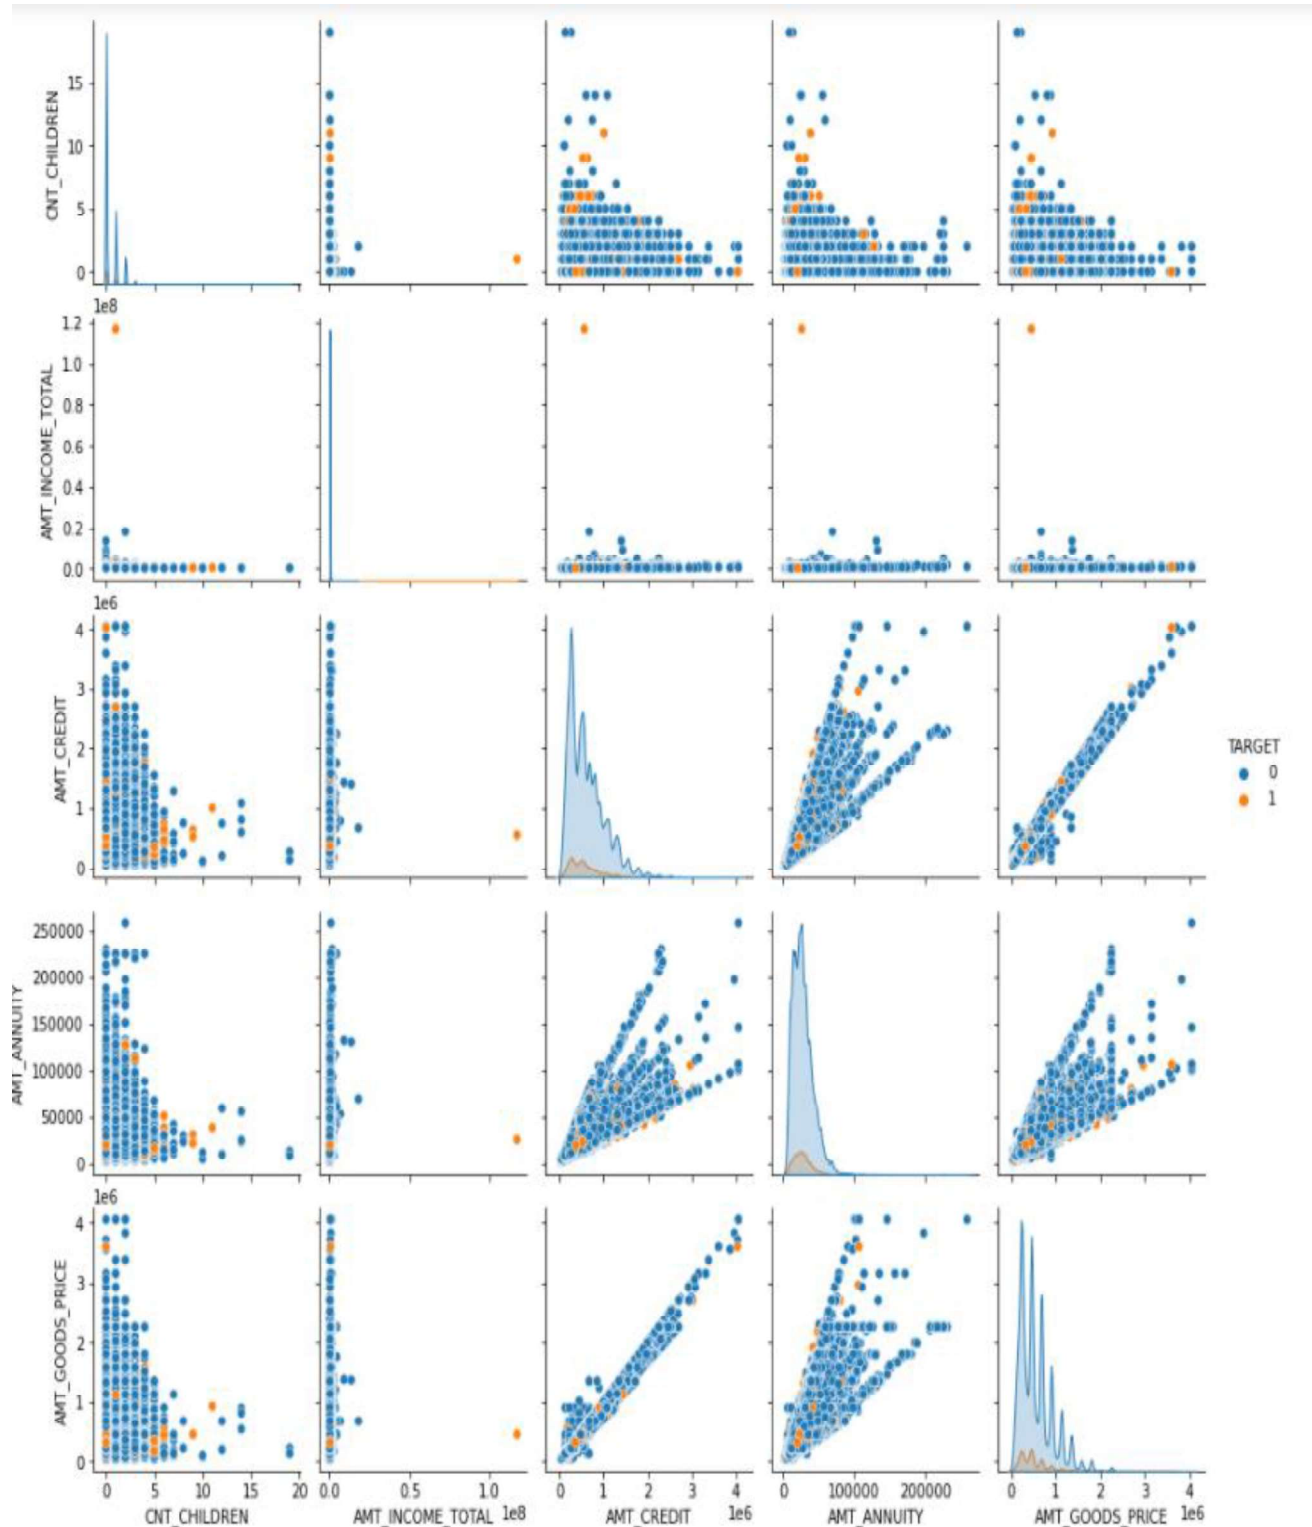 CNT_CHILDREN
15
10
5
0
1e8
AMT_INCOME_TOTAL
1.2
1.0
0.8
0.6
0.4
0.2
0.0
1e6
AMT_CREDIT
4
3
2
1
0
TARGET
0
1
AMT_ANNUITY
250000
200000
150000
100000
50000
0
1e6
AMT_GOODS_PRICE
4
3
2
1
0
0 5 10 15 20 0.0 0.5 1.0 0 1 2 3 4 0 100000 200000 0 1 2 3 4
CNT_CHILDREN AMT_INCOME_TOTAL 1e8 AMT_CREDIT 1e6 AMT_ANNUITY AMT_GOODS_PRICE 1e6